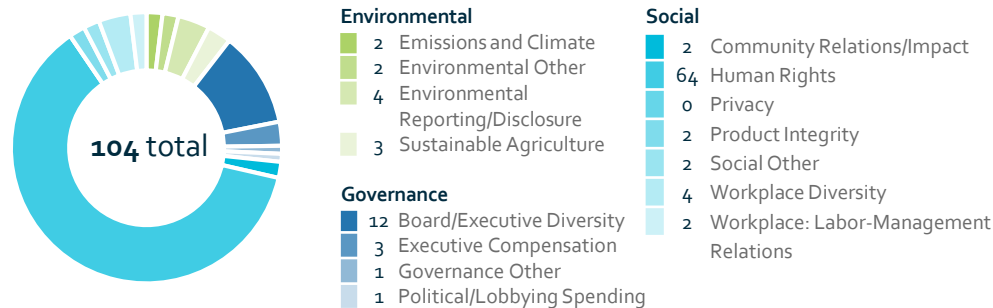 104 total
Environmental
2 Emissions and Climate
2 Environmental Other
4 Environmental
Reporting/Disclosure
3 Sustainable Agriculture
Governance
12 Board/Executive Diversity
3 Executive Compensation
1 Governance Other
1 Political/Lobbying Spending
Social
2 Community Relations/Impact
64 Human Rights
0 Privacy
2 Product Integrity
2 Social Other
4 Workplace Diversity
2 Workplace: Labor-Management
Relations